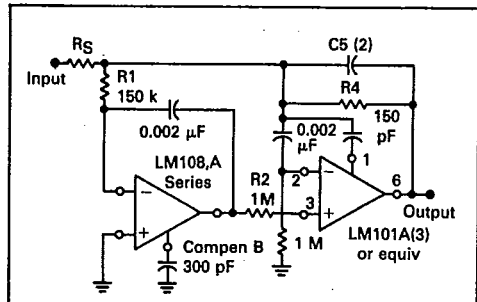 C5 (2)
RS
Input
R1
150 k
R4
0.002 µF
0.002
µF
150
pF
1
LM108,A
Series
R2
1M
2
6
3
Output
−
+
−
+
Compen B
300 pF
1 M
LM101A(3)
or equiv